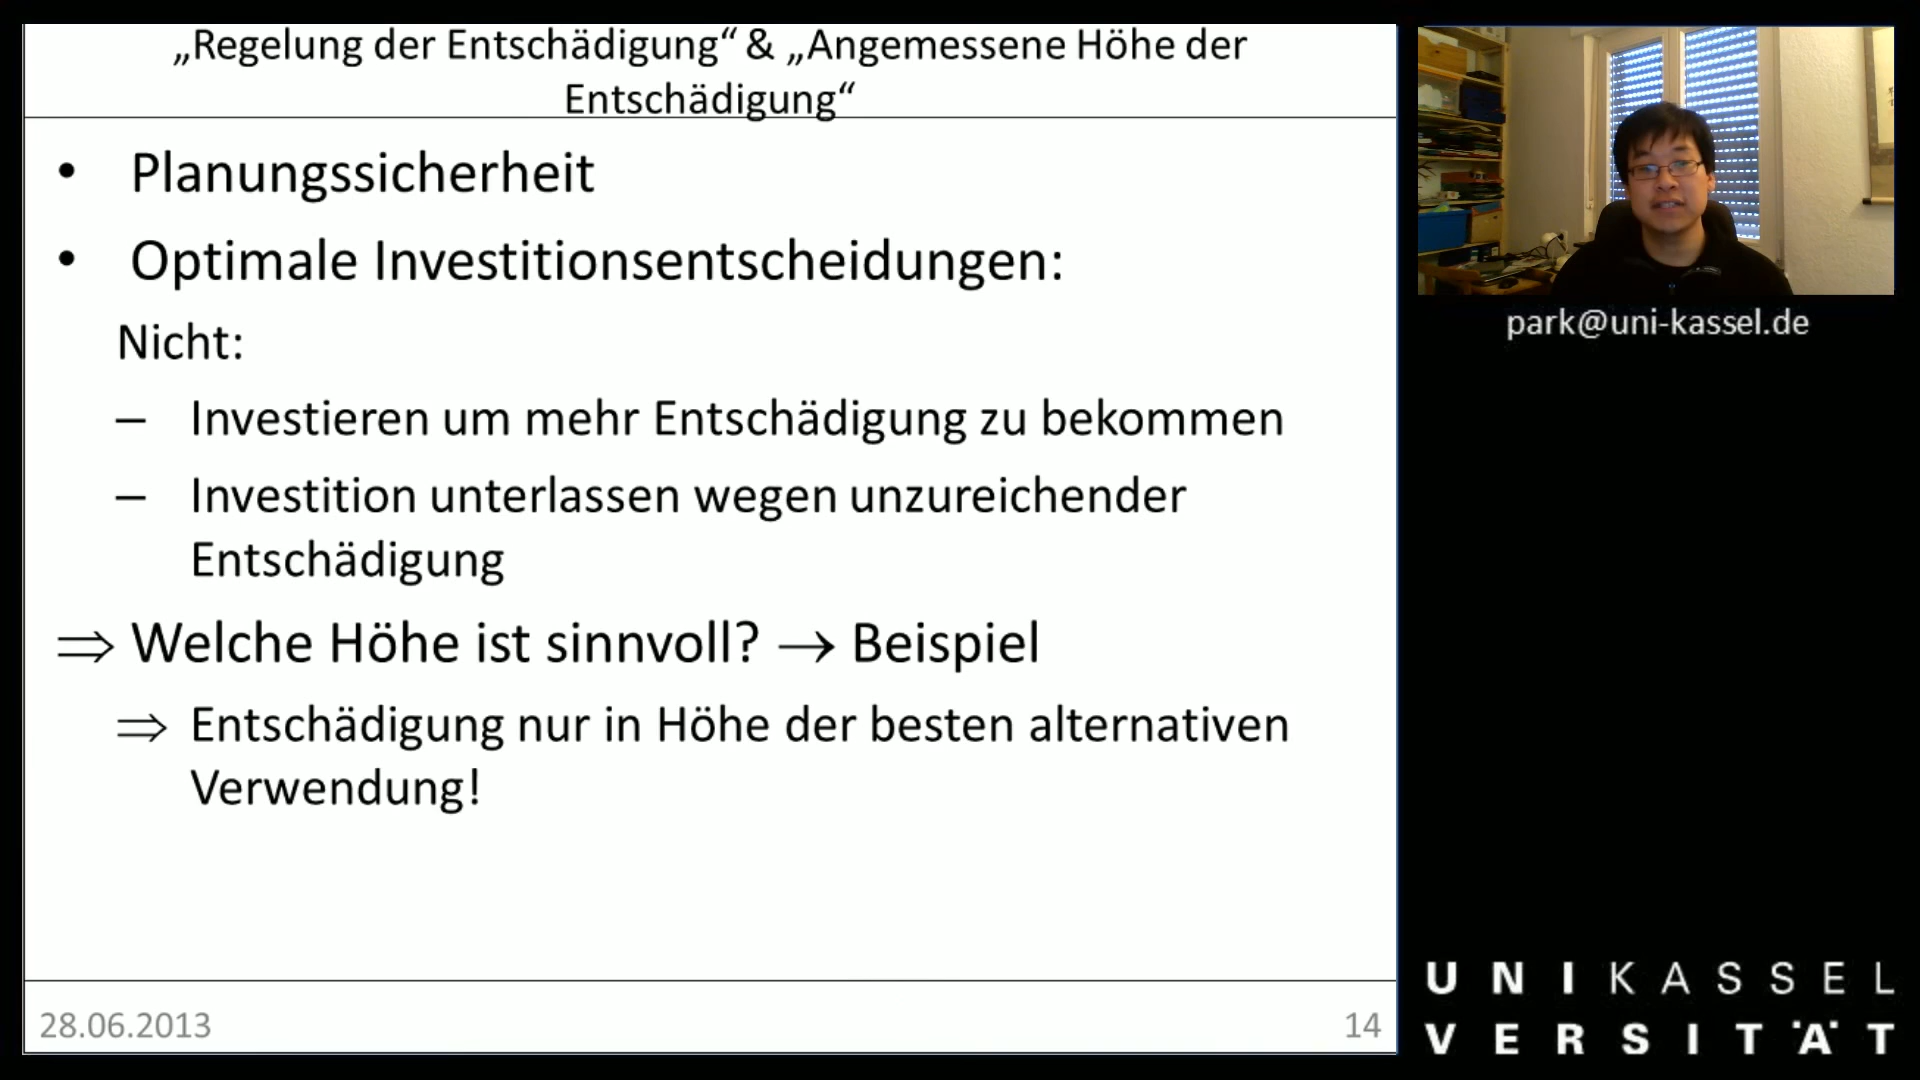 „Regelung der Entschädigung“ & „Angemessene Höhe der
Entschädigung“
• Planungssicherheit
• Optimale Investitionsentscheidungen:
Nicht:
– Investieren um mehr Entschädigung zu bekommen
– Investition unterlassen wegen unzureichender
Entschädigung
⇒ Welche Höhe ist sinnvoll? → Beispiel
⇒ Entschädigung nur in Höhe der besten alternativen
Verwendung!
28.06.2013
14
park@uni-kassel.de
UNIKASSEL
VERSITÄT